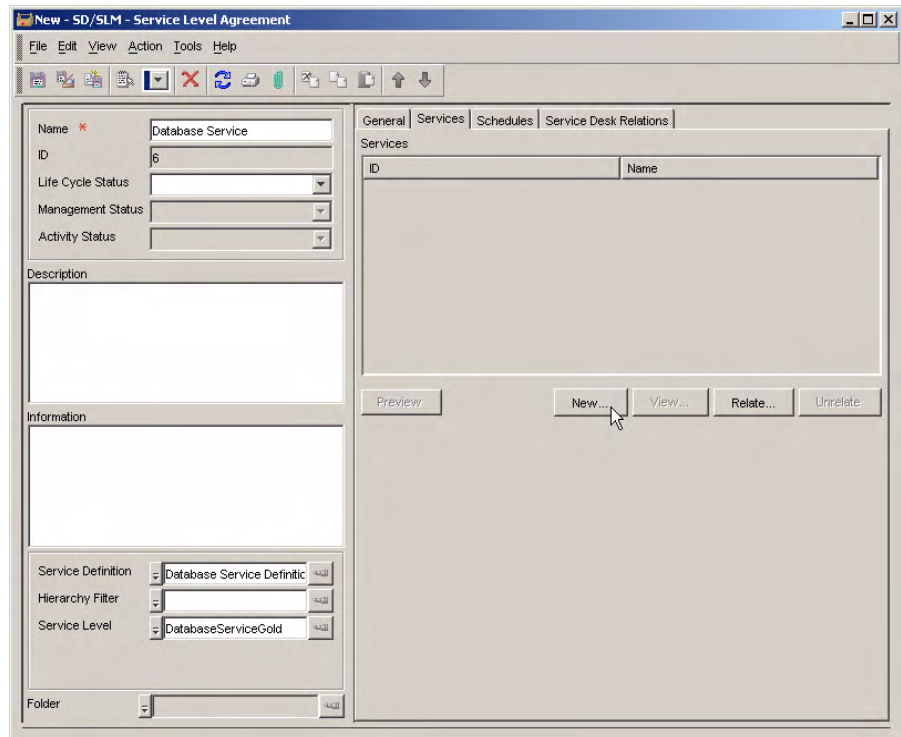 New - SD/SLM - Service Level Agreement
File Edit View Action Tools Help
Name *
Database Service
ID
6
Life Cycle Status
Management Status
Activity Status
Description
Information
Service Definition
Database Service Definitic
Hierarchy Filter
Service Level
DatabaseServiceGold
Folder
General Services Schedules Service Desk Relations
Services
ID Name
Preview New... View... Relate... Unrelate